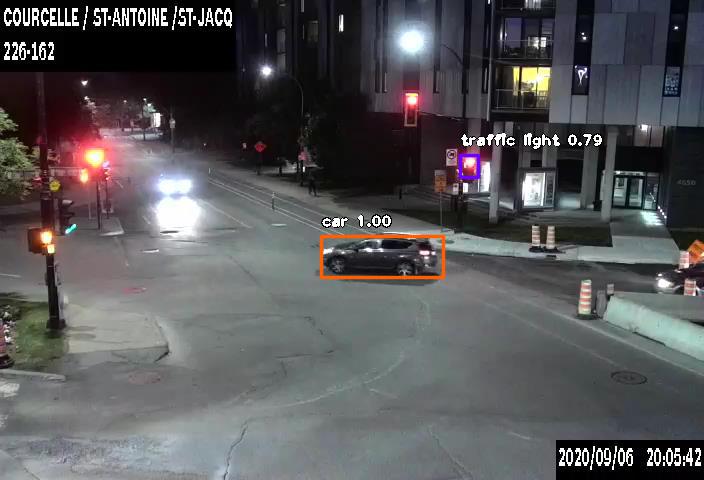 COURCELLE / ST-ANTOINE /ST-JACQ
226-162
traffic light 0.79
car 1.00
4650
2020/09/06 20:05:42